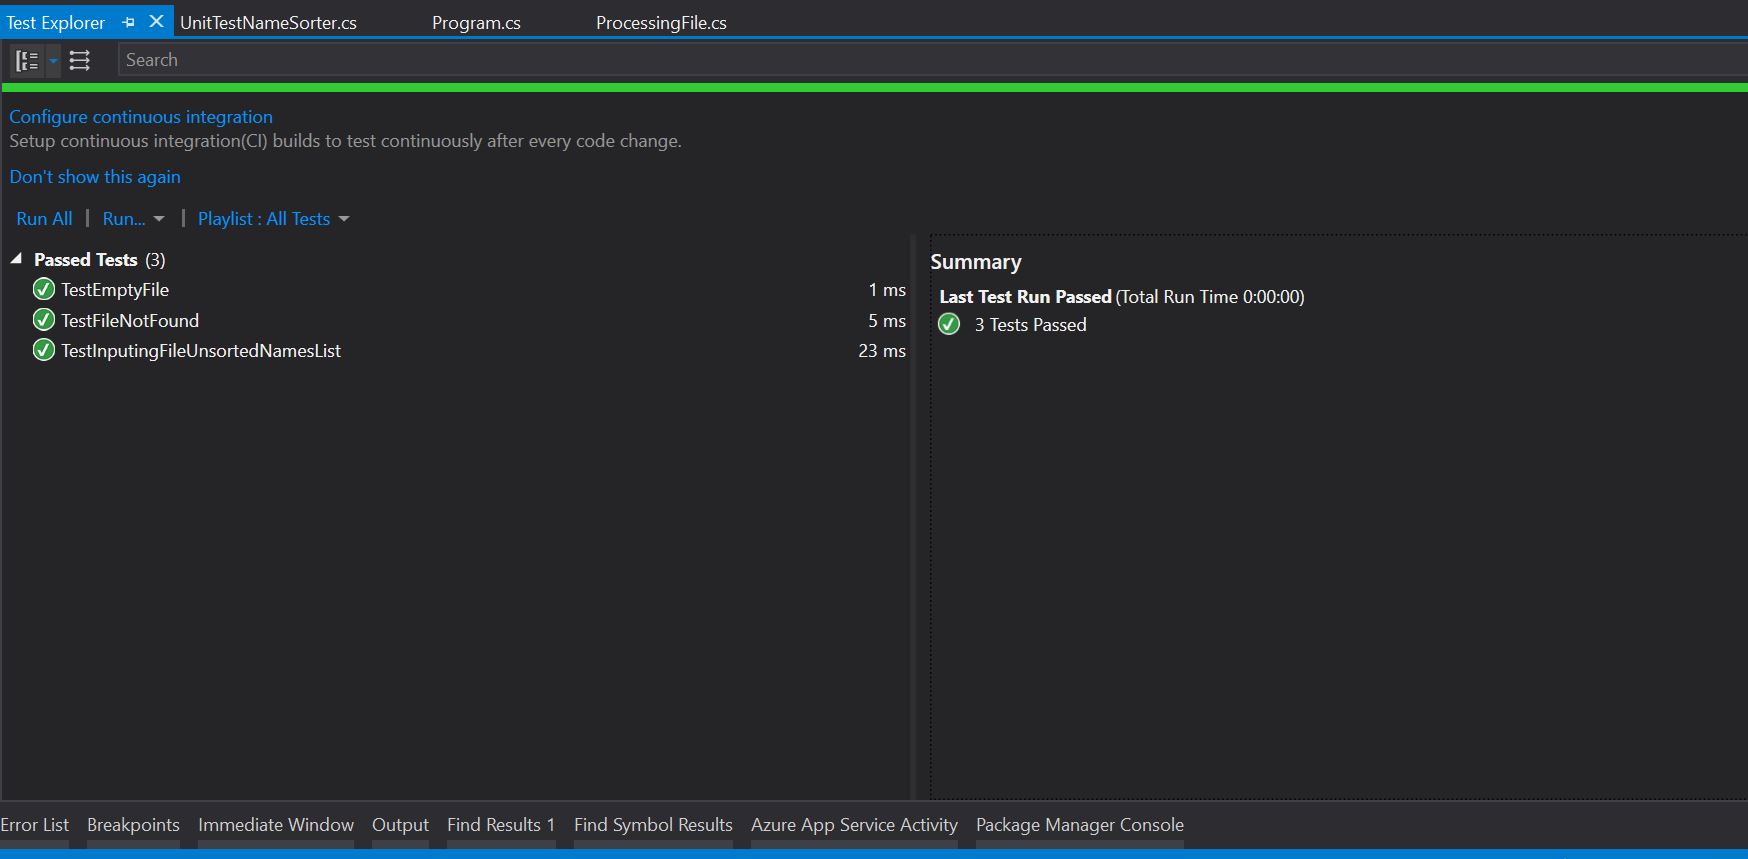 Test Explorer UnitTestNameSorter.cs Program.cs ProcessingFile.cs
Search
Configure continuous integration
Setup continuous integration(CI) builds to test continuously after every code change.
Don't show this again
Run All | Run... | Playlist : All Tests
Passed Tests (3)
TestEmptyFile 1 ms
TestFileNotFound 5 ms
TestInputingFileUnsortedNamesList 23 ms
Summary
Last Test Run Passed (Total Run Time 0:00:00)
3 Tests Passed
Error List Breakpoints Immediate Window Output Find Results 1 Find Symbol Results Azure App Service Activity Package Manager Console